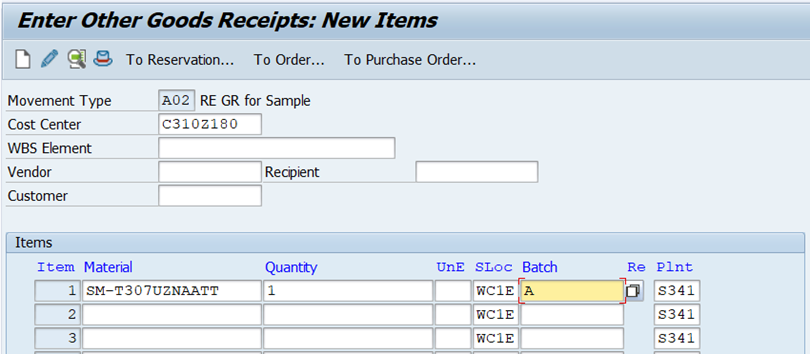 Enter Other Goods Receipts: New Items
To Reservation... To Order... To Purchase Order...
Movement Type A02 RE GR for Sample
Cost Center C310Z180
WBS Element
Vendor Recipient
Customer
Items
Item Material Quantity UnE SLoc Batch Re Plnt
1 SM-T307UZNAATT 1 WC1E A S341
2 WC1E S341
3 WC1E S341